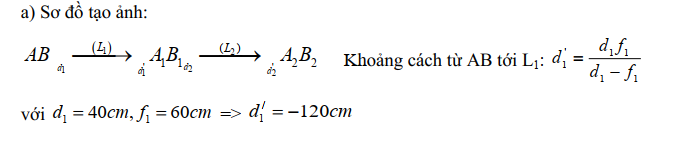 a) Sơ đồ tạo ảnh:
AB d₁ (L₁)→ d₁' A₁B₁ d₂ (L₂)→ d₂' A₂B₂ Khoảng cách từ AB tới L₁: d₁' = d₁f₁ / (d₁ − f₁)
với d₁ = 40cm, f₁ = 60cm => d₁′ = −120cm